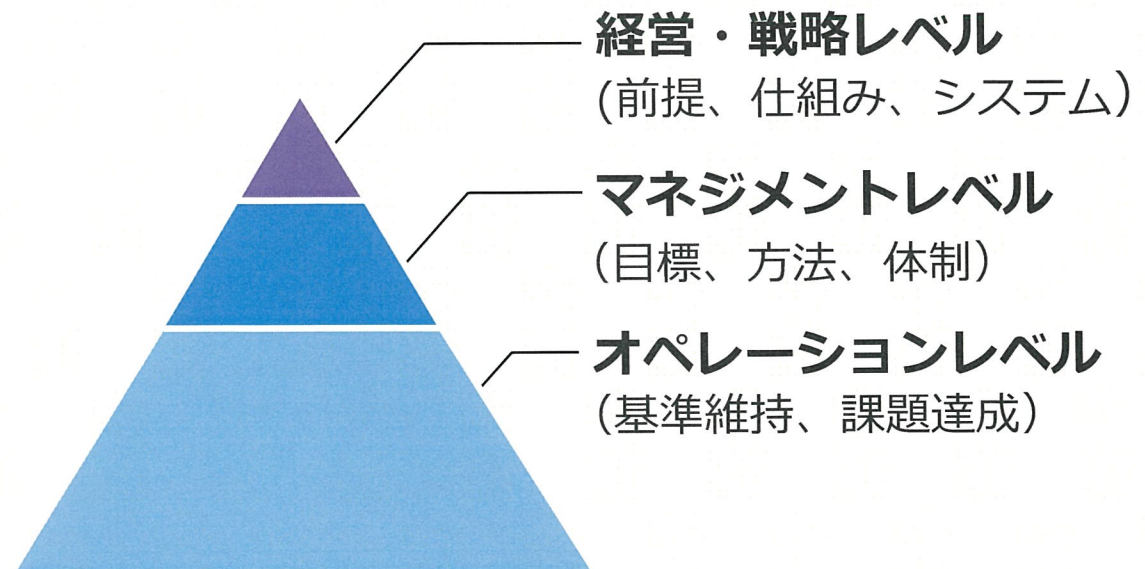 経営・戦略レベル
(前提、仕組み、システム)
マネジメントレベル
(目標、方法、体制)
オペレーションレベル
(基準維持、課題達成)